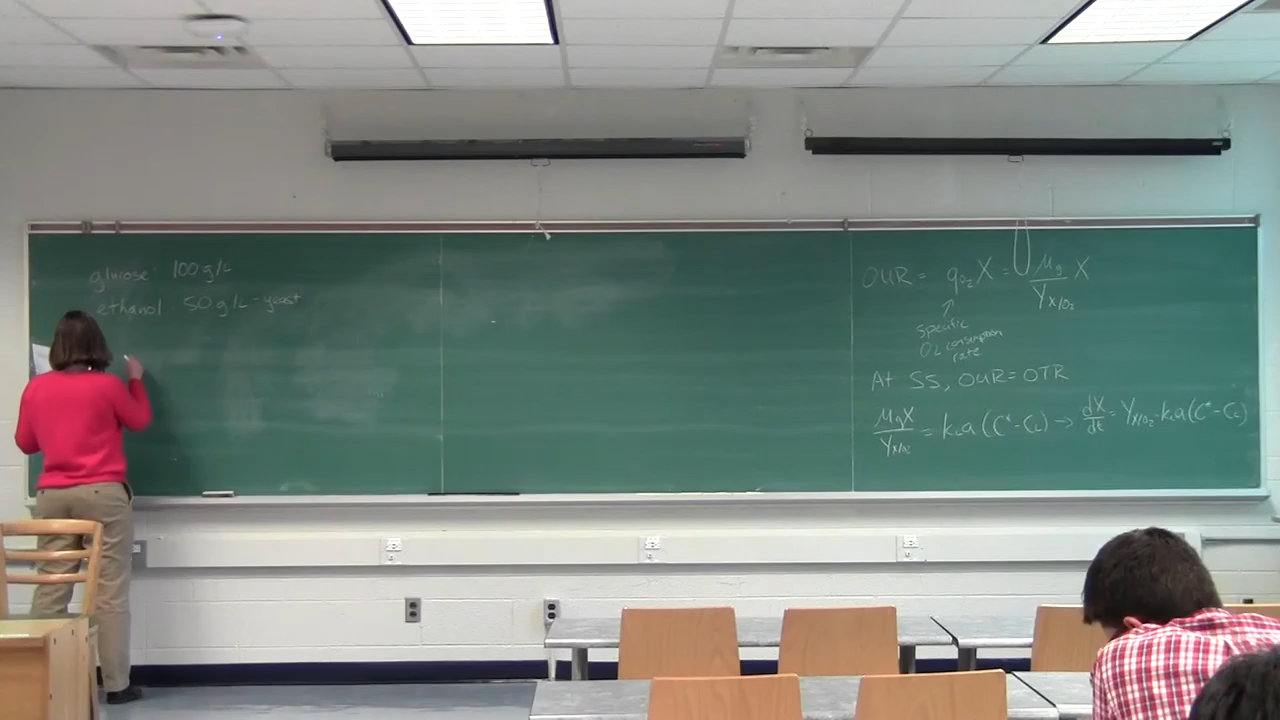 glucose: 100 g/L
ethanol 50 g/L - yeast
OUR = qO₂X = μg/Yx/O₂ X
specific
O₂ consumption
rate
At SS, OUR = OTR
μgX/Yx/O₂ = kLa (C* - CL) → dX/dt = Yx/O₂ · kLa (C* - CL)